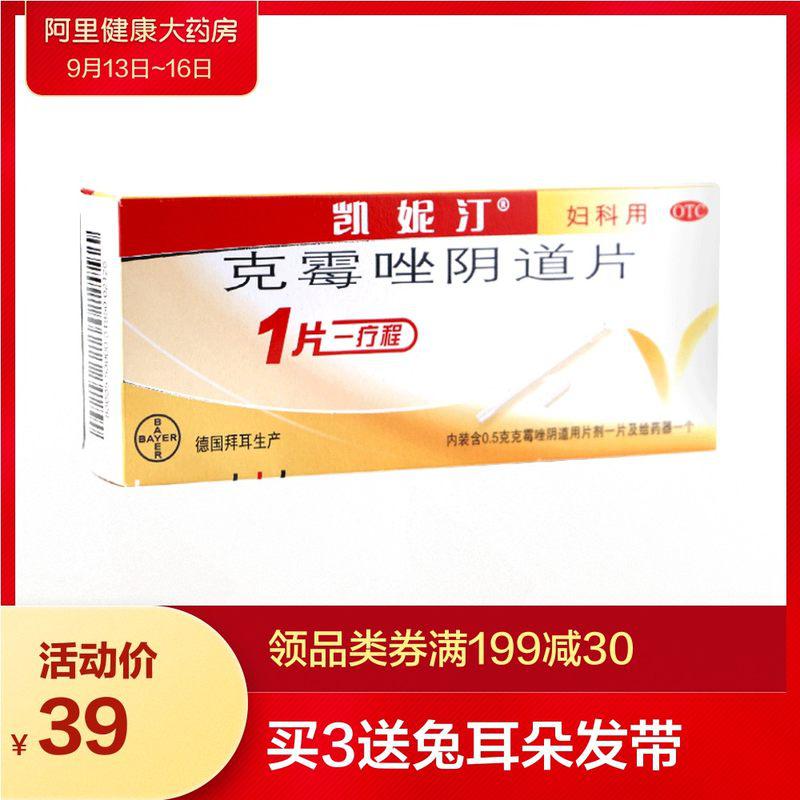 阿里健康大药房
9月13日~16日
凯妮汀®
妇科用
OTC
克霉唑阴道片
1片一疗程
BAYER
BAYER
德国拜耳生产
内装含0.5克克霉唑阴道用片剂一片及给药器一个
活动价
¥39
领品类券满199减30
买3送兔耳朵发带